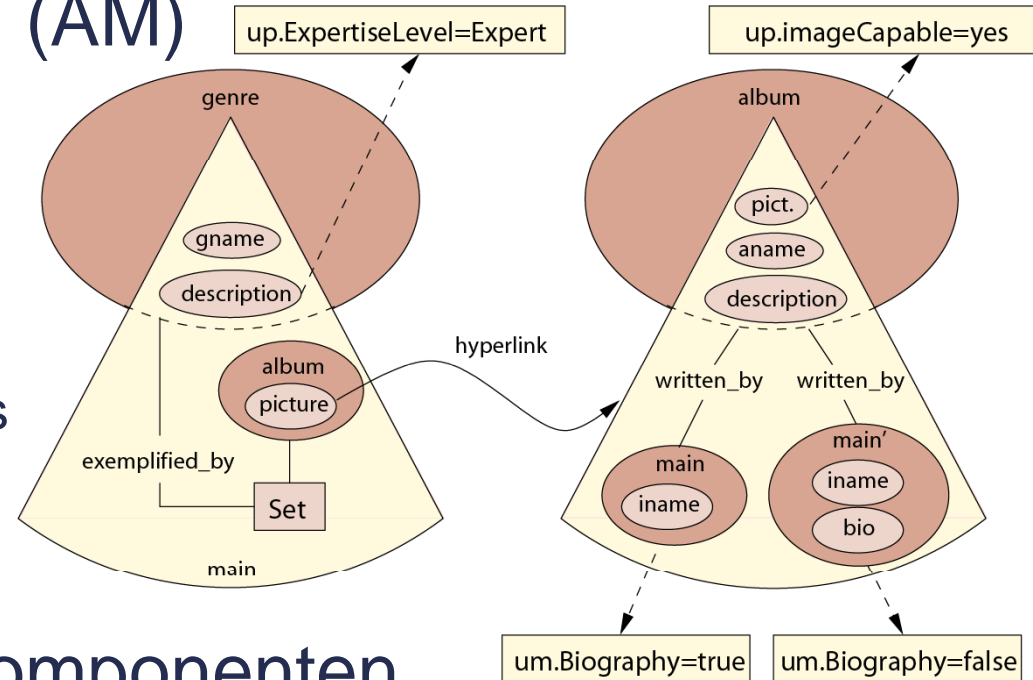 (AM)
up.ExpertiseLevel=Expert
up.imageCapable=yes
genre
gname
description
album
picture
exemplified_by
Set
main
hyperlink
album
pict.
aname
description
written_by
written_by
main
iname
main’
iname
bio
um.Biography=true
um.Biography=false
s
omponenten